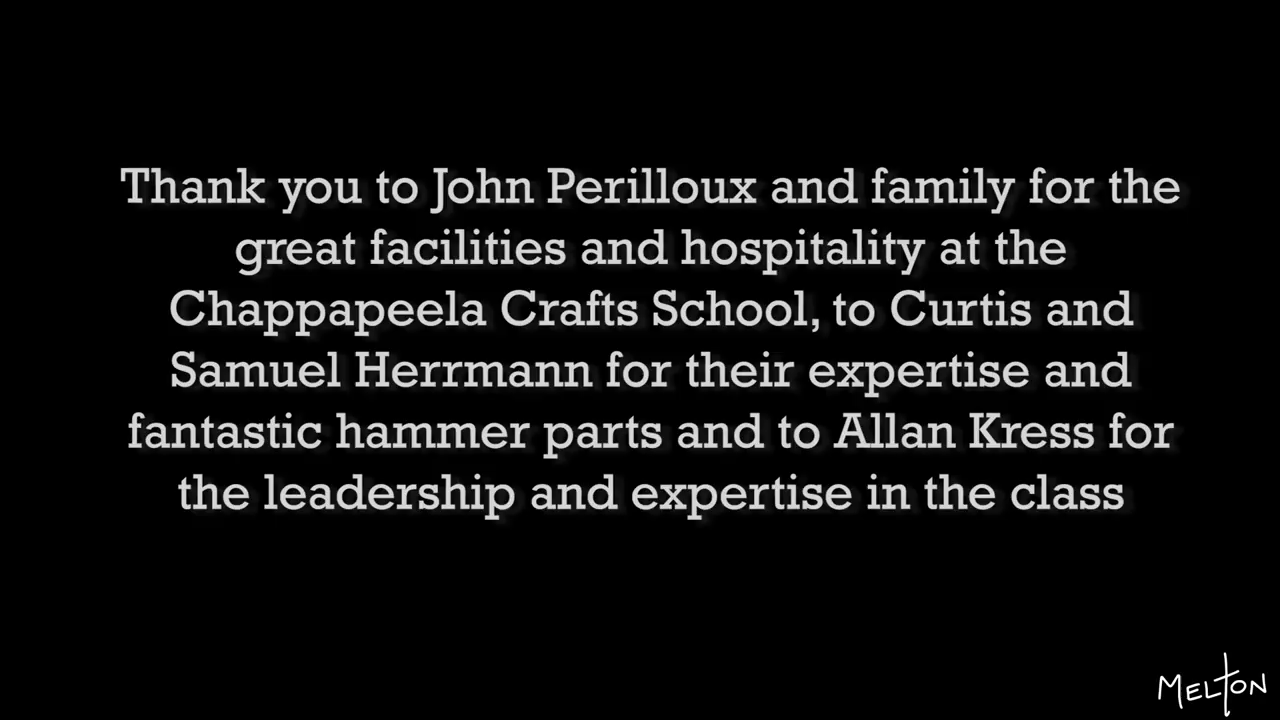 Thank you to John Perilloux and family for the
great facilities and hospitality at the
Chappapeela Crafts School, to Curtis and
Samuel Herrmann for their expertise and
fantastic hammer parts and to Allan Kress for
the leadership and expertise in the class
MELTON